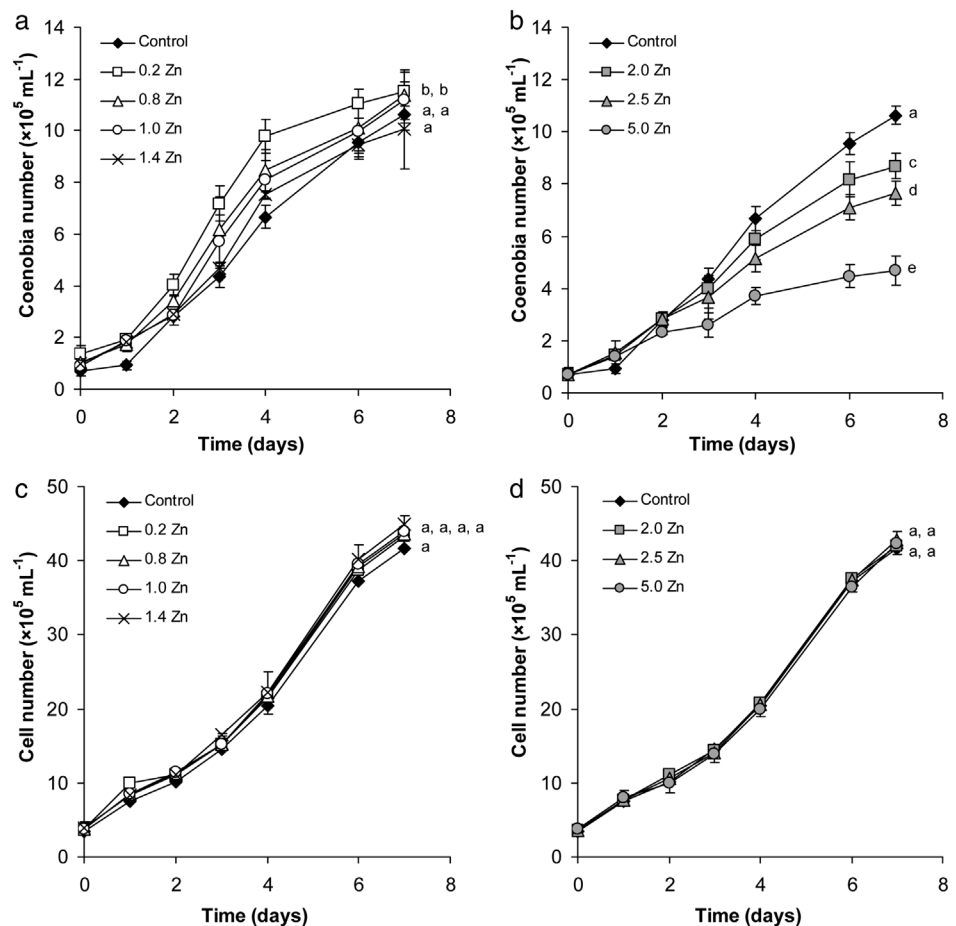 a
14
12
10
8
6
4
2
0
Coenobia number (×10⁵ mL⁻¹)
Control
0.2 Zn
0.8 Zn
1.0 Zn
1.4 Zn
b, b
a, a
a
0 2 4 6 8
Time (days)
b
14
12
10
8
6
4
2
0
Coenobia number (×10⁵ mL⁻¹)
Control
2.0 Zn
2.5 Zn
5.0 Zn
a
c
d
e
0 2 4 6 8
Time (days)
c
50
40
30
20
10
0
Cell number (×10⁵ mL⁻¹)
Control
0.2 Zn
0.8 Zn
1.0 Zn
1.4 Zn
a, a, a, a
a
0 2 4 6 8
Time (days)
d
50
40
30
20
10
0
Cell number (×10⁵ mL⁻¹)
Control
2.0 Zn
2.5 Zn
5.0 Zn
a, a
a, a
0 2 4 6 8
Time (days)